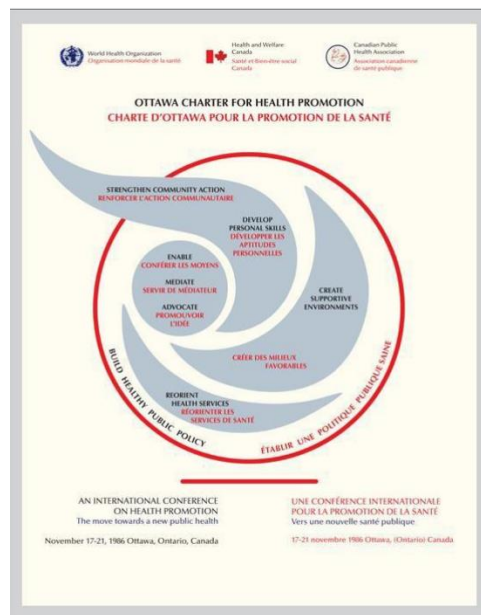 World Health Organization
Organisation mondiale de la santé
Health and Welfare
Canada
Santé et Bien-être social
Canada
Canadian Public
Health Association
Association canadienne
de santé publique
OTTAWA CHARTER FOR HEALTH PROMOTION
CHARTE D'OTTAWA POUR LA PROMOTION DE LA SANTÉ
STRENGTHEN COMMUNITY ACTION
RENFORCER L'ACTION COMMUNAUTAIRE
DEVELOP
PERSONAL SKILLS
DÉVELOPPER LES
APTITUDES
PERSONNELLES
ENABLE
CONFÉRER LES MOYENS
MEDIATE
SERVIR DE MÉDIATEUR
ADVOCATE
PROMOUVOIR
L'IDÉE
CREATE
SUPPORTIVE
ENVIRONMENTS
CRÉER DES MILIEUX
FAVORABLES
REORIENT
HEALTH SERVICES
RÉORIENTER LES
SERVICES DE SANTÉ
BUILD HEALTHY PUBLIC POLICY
ÉTABLIR UNE POLITIQUE PUBLIQUE SAINE
AN INTERNATIONAL CONFERENCE
ON HEALTH PROMOTION
The move towards a new public health
November 17-21, 1986 Ottawa, Ontario, Canada
UNE CONFÉRENCE INTERNATIONALE
POUR LA PROMOTION DE LA SANTÉ
Vers une nouvelle santé publique
17-21 novembre 1986 Ottawa, (Ontario) Canada